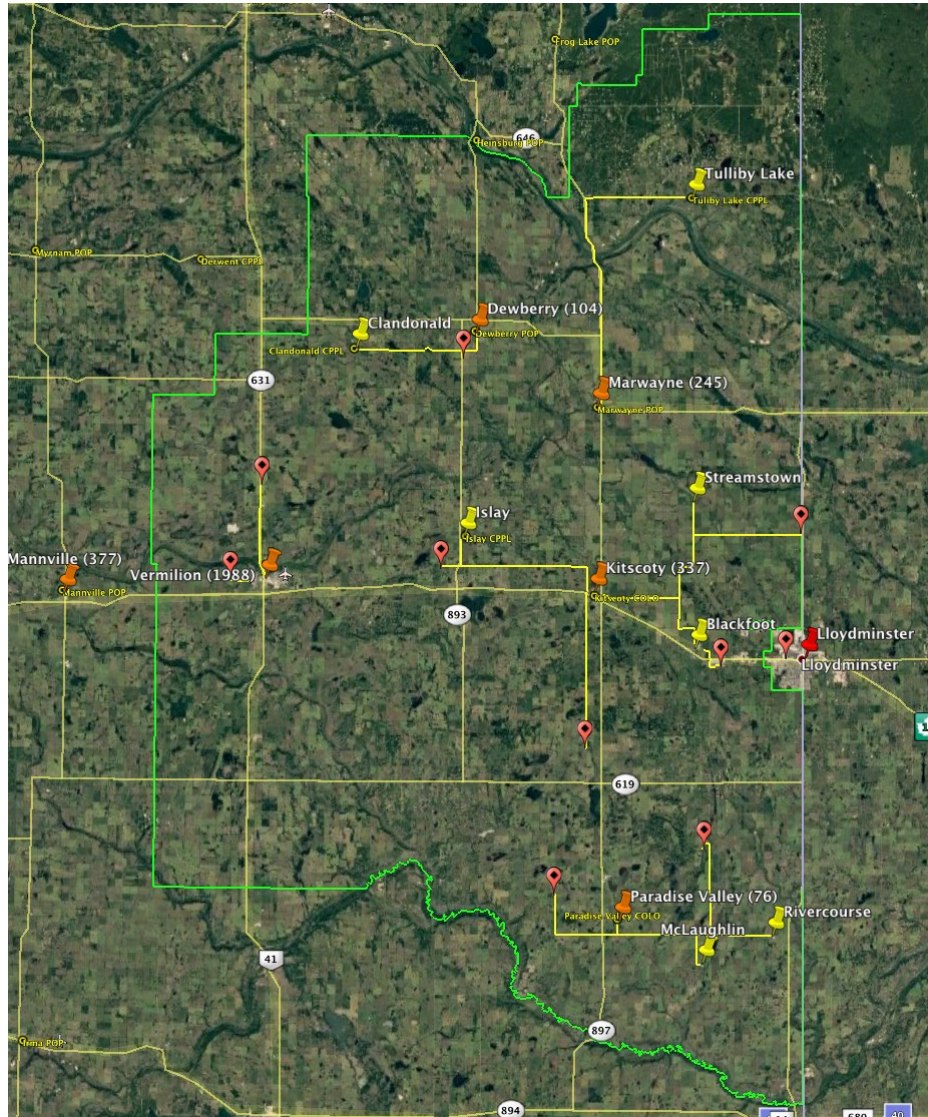 Frog Lake POP
646
Heinsburg POP
Tulliby Lake
Tulliby Lake CPPL
Myrnam POP
Derwent CPPL
Dewberry (104)
Clandonald
Dewberry POP
Clandonald CPPL
631
Marwayne (245)
Marwayne POP
Streamstown
Islay
Islay CPPL
Mannville (377)
Vermilion (1988)
Kitscoty (337)
Mannville POP
Kitscoty COLO
893
Blackfoot
Lloydminster
Lloydminster
619
Paradise Valley (76)
Rivercourse
Paradise Valley COLO
McLaughlin
41
897
Irma POP
894
680
40